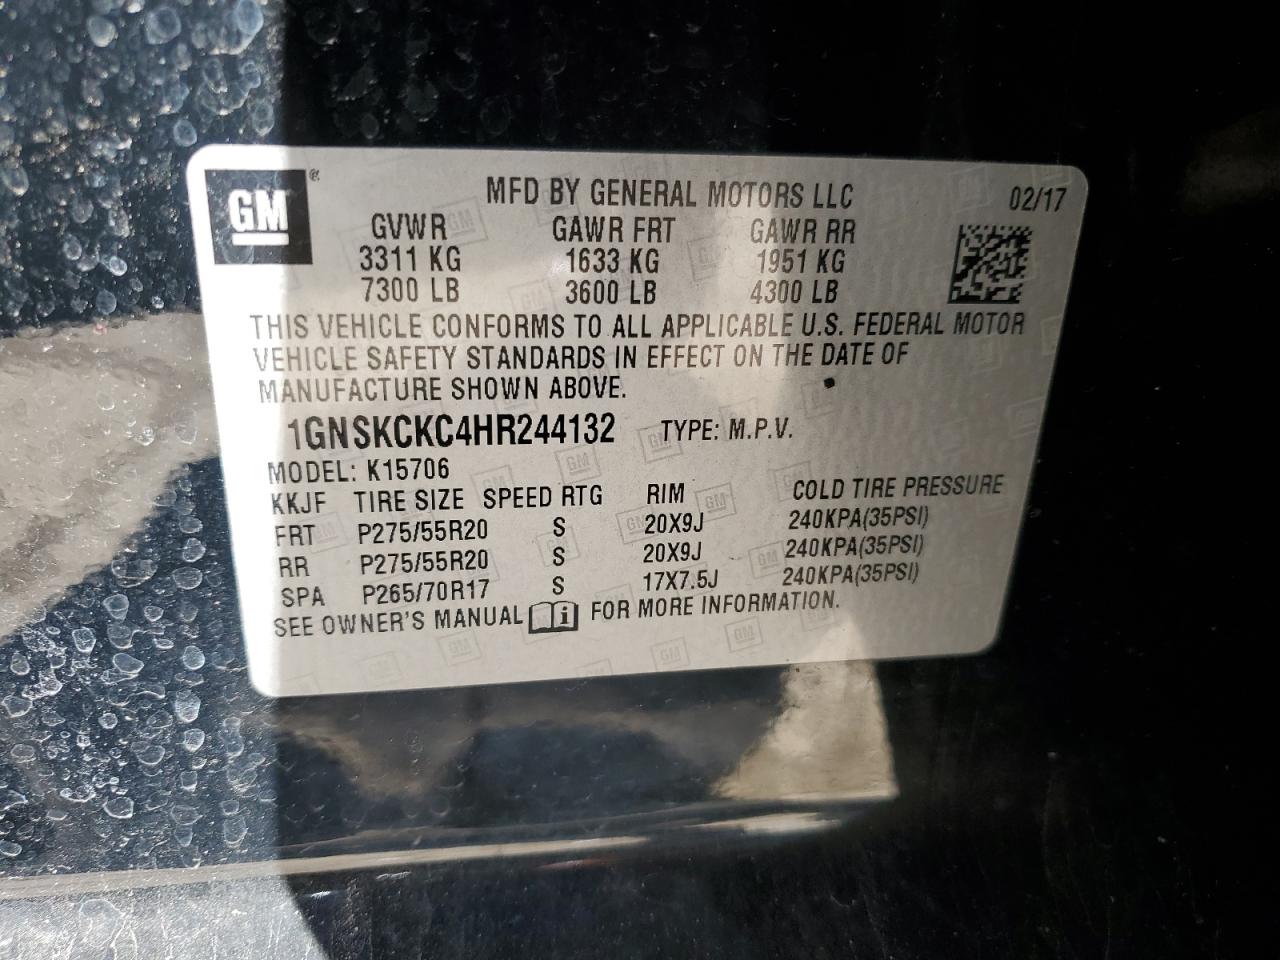 GM ® MFD BY GENERAL MOTORS LLC 02/17
GVWR GAWR FRT GAWR RR
3311 KG 1633 KG 1951 KG
7300 LB 3600 LB 4300 LB
THIS VEHICLE CONFORMS TO ALL APPLICABLE U.S. FEDERAL MOTOR
VEHICLE SAFETY STANDARDS IN EFFECT ON THE DATE OF
MANUFACTURE SHOWN ABOVE.
1GNSKCKC4HR244132 TYPE: M.P.V.
MODEL: K15706
KKJF TIRE SIZE SPEED RTG RIM COLD TIRE PRESSURE
FRT P275/55R20 S 20X9J 240KPA(35PSI)
RR P275/55R20 S 20X9J 240KPA(35PSI)
SPA P265/70R17 S 17X7.5J 240KPA(35PSI)
SEE OWNER'S MANUAL i FOR MORE INFORMATION.